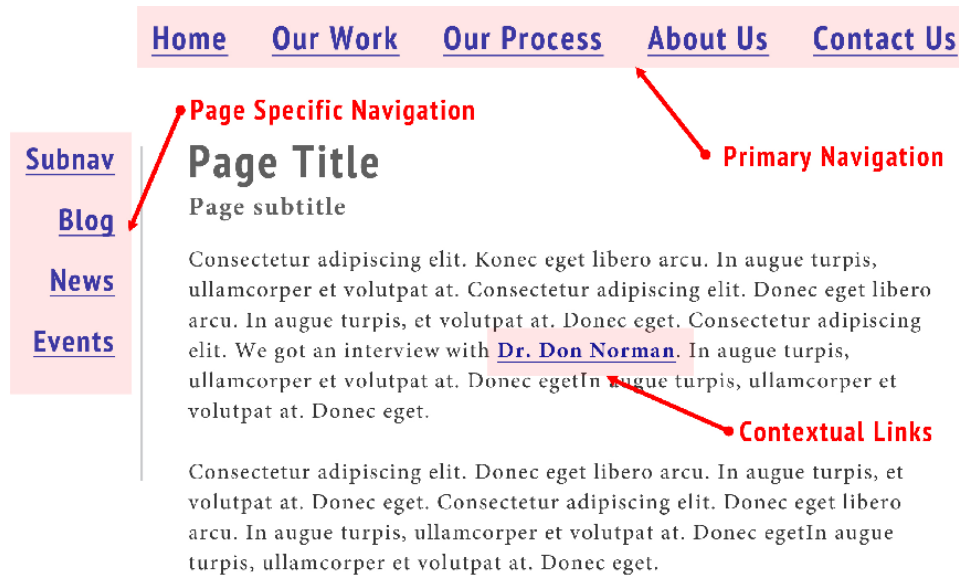 Home Our Work Our Process About Us Contact Us
Page Specific Navigation
Primary Navigation
Subnav
Blog
News
Events
Page Title
Page subtitle
Consectetur adipiscing elit. Konec eget libero arcu. In augue turpis,
ullamcorper et volutpat at. Consectetur adipiscing elit. Donec eget libero
arcu. In augue turpis, et volutpat at. Donec eget. Consectetur adipiscing
elit. We got an interview with Dr. Don Norman. In augue turpis,
ullamcorper et volutpat at. Donec egetIn augue turpis, ullamcorper et
volutpat at. Donec eget.
Contextual Links
Consectetur adipiscing elit. Donec eget libero arcu. In augue turpis, et
volutpat at. Donec eget. Consectetur adipiscing elit. Donec eget libero
arcu. In augue turpis, ullamcorper et volutpat at. Donec egetIn augue
turpis, ullamcorper et volutpat at. Donec eget.